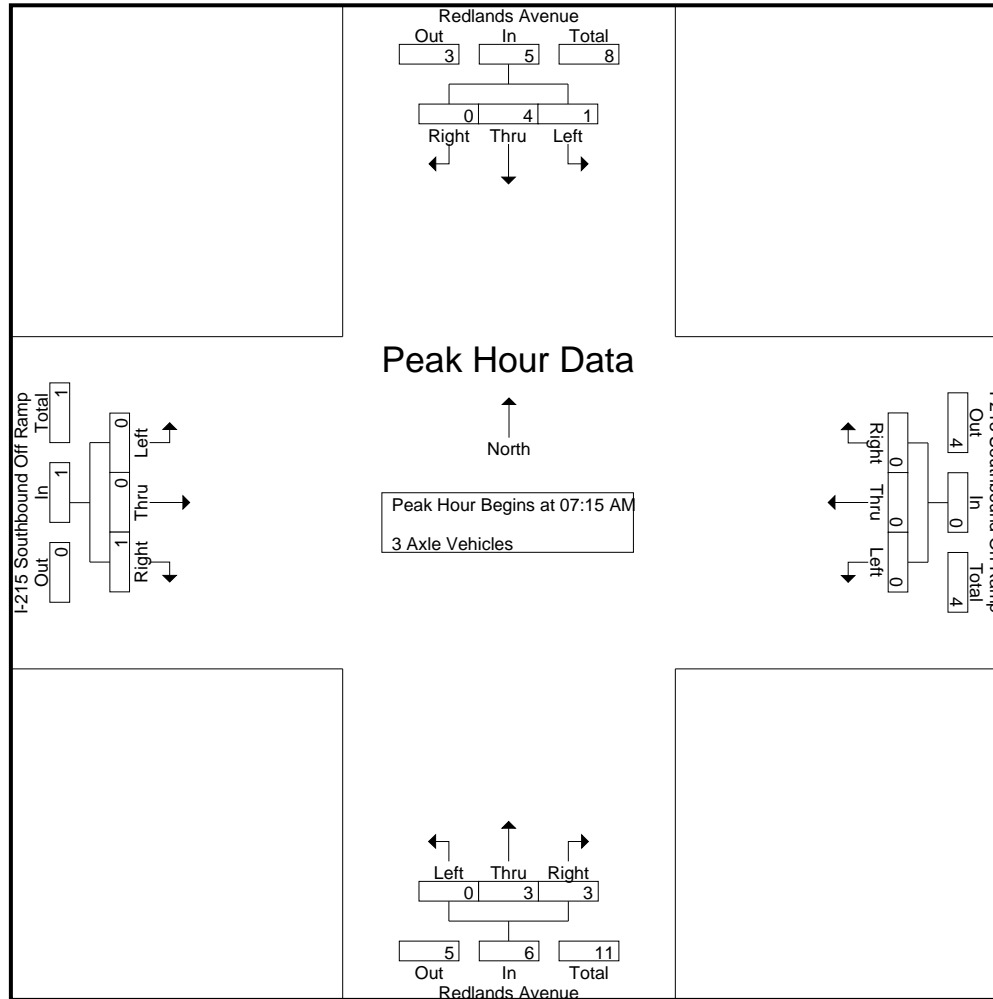 Redlands Avenue
Out In Total
3 5 8
0 4 1
Right Thru Left
Peak Hour Data
North
Peak Hour Begins at 07:15 AM
3 Axle Vehicles
I-215 Southbound Off Ramp
Total In Out
1 1 0
0 0 1
Left Thru Right
Out In Total
4 0 4
0 0 0
Right Thru Left
Left Thru Right
0 3 3
5 6 11
Out In Total
Redlands Avenue